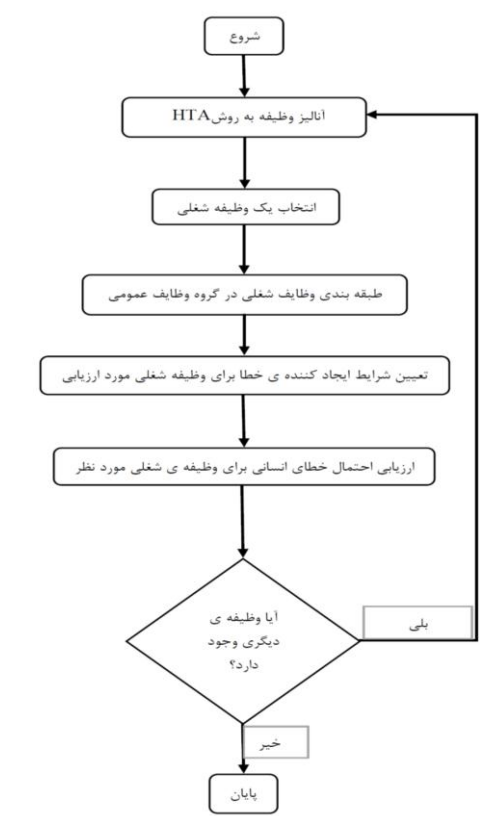 شروع
آنالیز وظیفه به روشHTA
انتخاب یک وظیفه شغلی
طبقه بندی وظایف شغلی در گروه وظایف عمومی
تعیین شرایط ایجاد کننده ی خطا برای وظیفه شغلی مورد ارزیابی
ارزیابی احتمال خطای انسانی برای وظیفه ی شغلی مورد نظر
آیا وظیفه ی
دیگری وجود
دارد؟
بلی
خیر
پایان